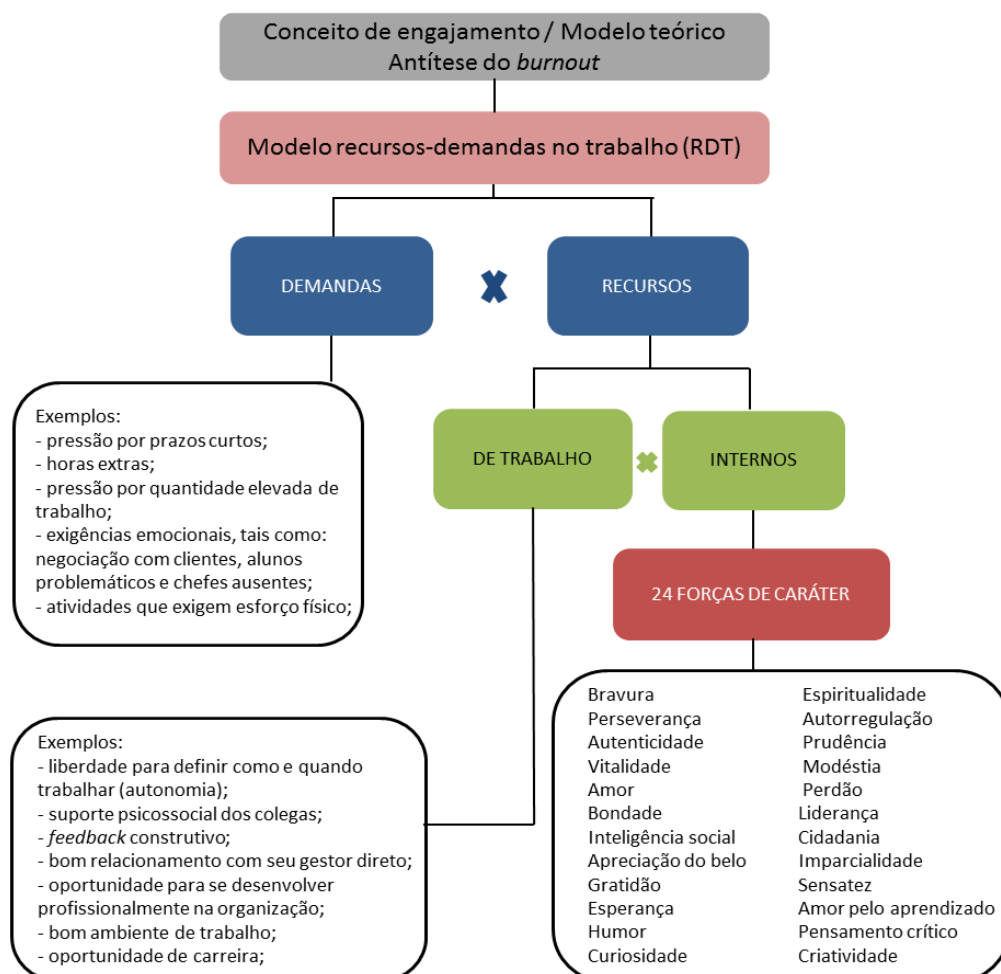 Conceito de engajamento / Modelo teórico
Antítese do burnout
Modelo recursos-demandas no trabalho (RDT)
DEMANDAS
RECURSOS
Exemplos:
- pressão por prazos curtos;
- horas extras;
- pressão por quantidade elevada de
trabalho;
- exigências emocionais, tais como:
negociação com clientes, alunos
problemáticos e chefes ausentes;
- atividades que exigem esforço físico;
DE TRABALHO
INTERNOS
24 FORÇAS DE CARÁTER
Exemplos:
- liberdade para definir como e quando
trabalhar (autonomia);
- suporte psicossocial dos colegas;
- feedback construtivo;
- bom relacionamento com seu gestor direto;
- oportunidade para se desenvolver
profissionalmente na organização;
- bom ambiente de trabalho;
- oportunidade de carreira;
Bravura
Perseverança
Autenticidade
Vitalidade
Amor
Bondade
Inteligência social
Apreciação do belo
Gratidão
Esperança
Humor
Curiosidade
Espiritualidade
Autorregulação
Prudência
Modéstia
Perdão
Liderança
Cidadania
Imparcialidade
Sensatez
Amor pelo aprendizado
Pensamento crítico
Criatividade